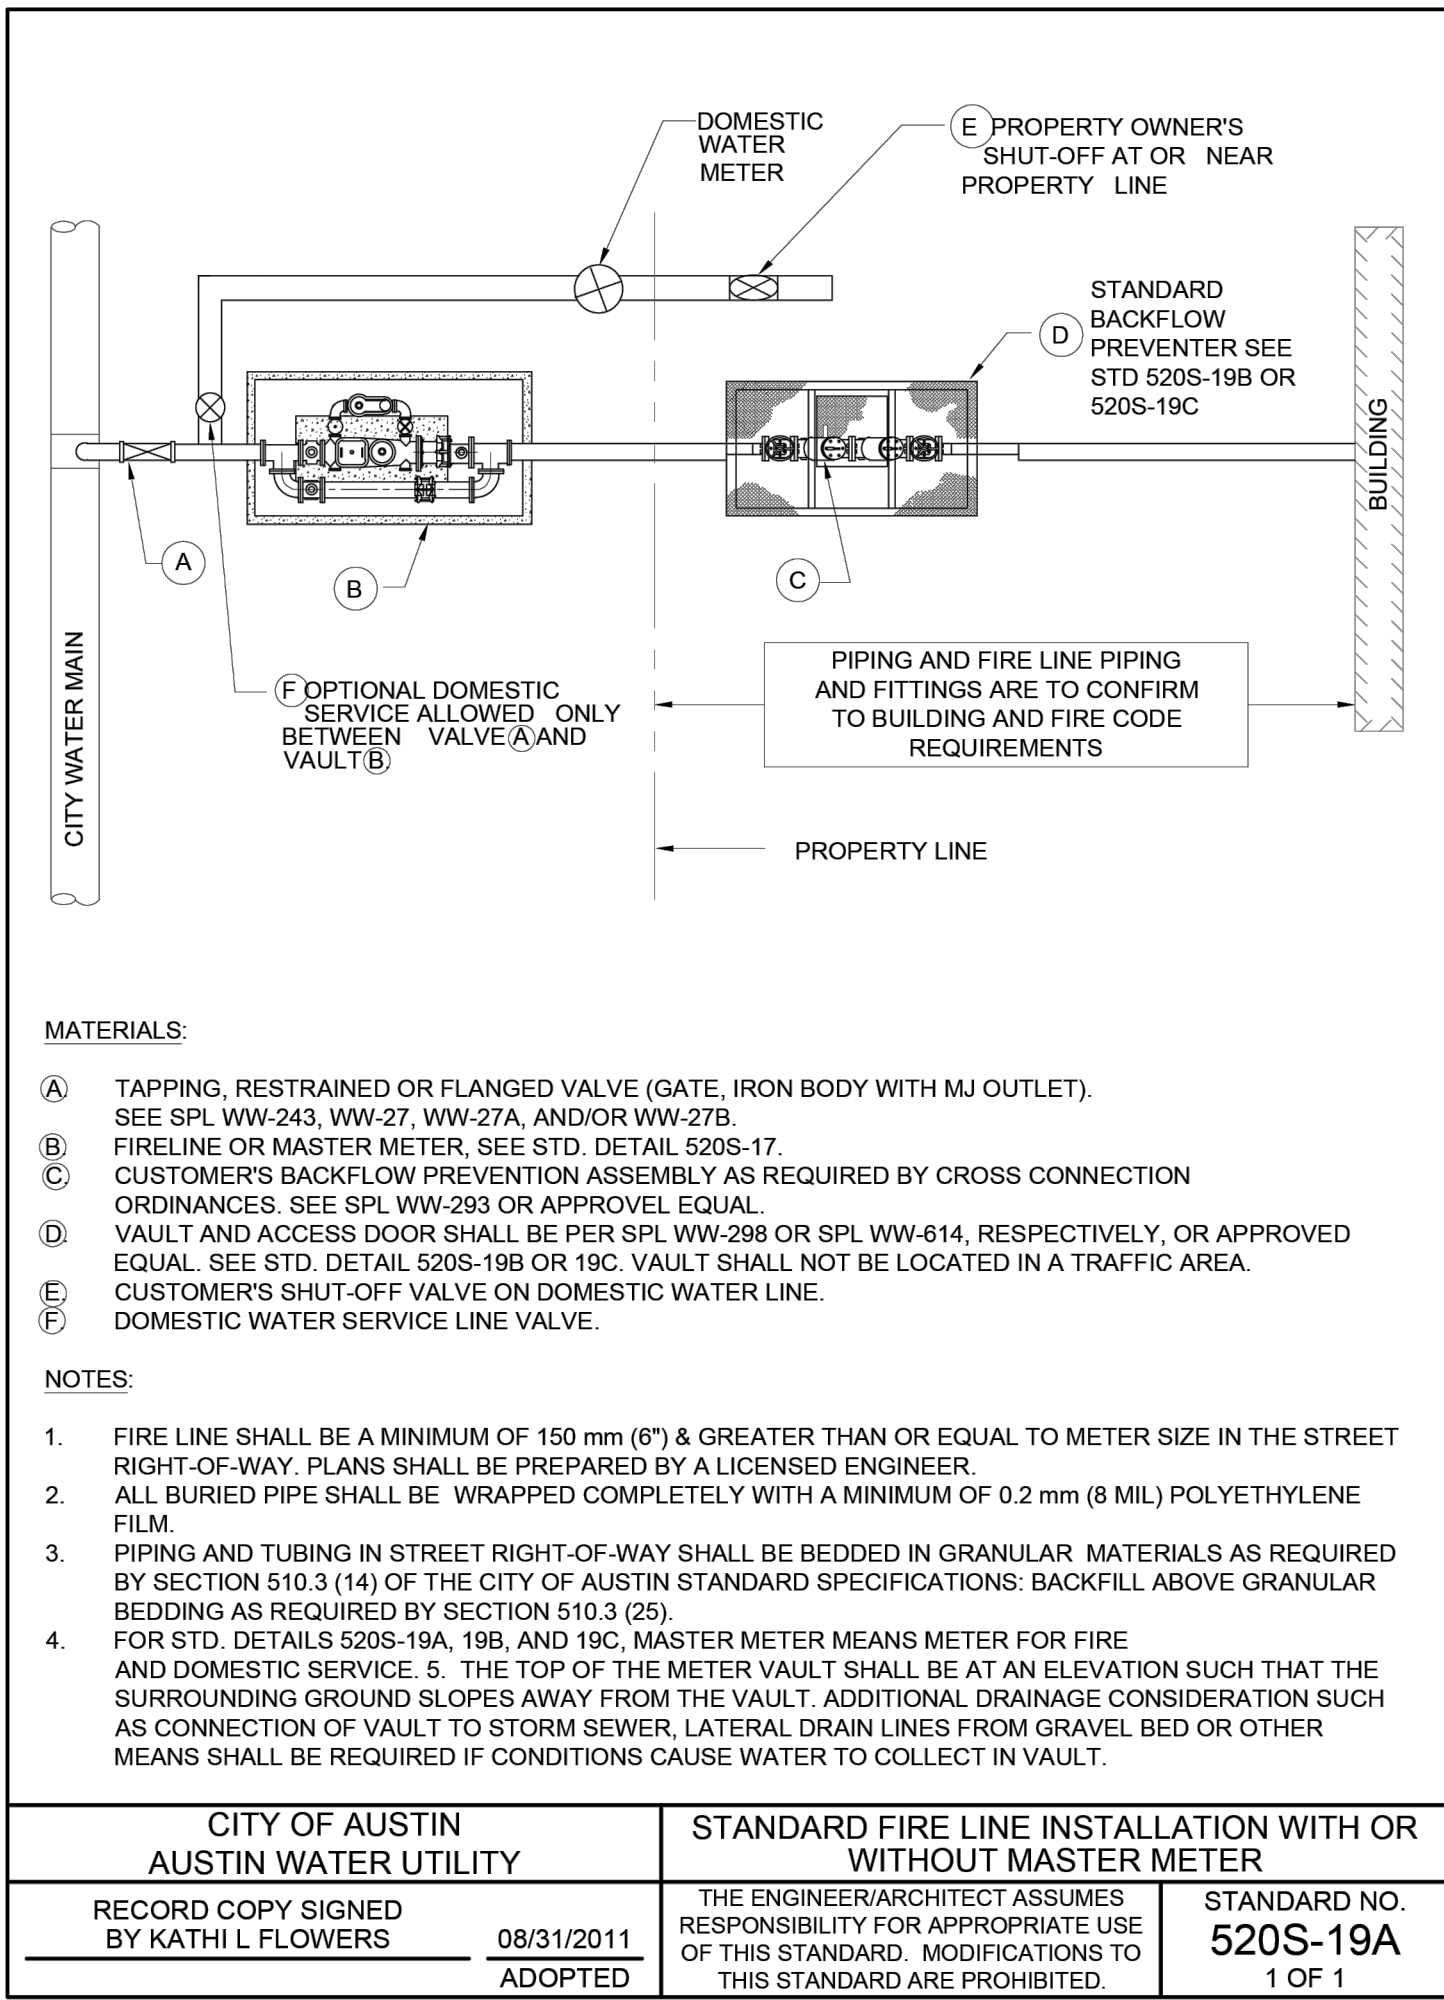 DOMESTIC
WATER
METER
E PROPERTY OWNER'S
SHUT-OFF AT OR NEAR
PROPERTY LINE
STANDARD
BACKFLOW
D
PREVENTER SEE
STD 520S-19B OR
520S-19C
BUILDING
A
B
C
CITY WATER MAIN
F OPTIONAL DOMESTIC
SERVICE ALLOWED ONLY
BETWEEN VALVE A AND
VAULT B.
PIPING AND FIRE LINE PIPING
AND FITTINGS ARE TO CONFIRM
TO BUILDING AND FIRE CODE
REQUIREMENTS
PROPERTY LINE
MATERIALS:
A. TAPPING, RESTRAINED OR FLANGED VALVE (GATE, IRON BODY WITH MJ OUTLET).
SEE SPL WW-243, WW-27, WW-27A, AND/OR WW-27B.
B. FIRELINE OR MASTER METER, SEE STD. DETAIL 520S-17.
C. CUSTOMER'S BACKFLOW PREVENTION ASSEMBLY AS REQUIRED BY CROSS CONNECTION
ORDINANCES. SEE SPL WW-293 OR APPROVEL EQUAL.
D. VAULT AND ACCESS DOOR SHALL BE PER SPL WW-298 OR SPL WW-614, RESPECTIVELY, OR APPROVED
EQUAL. SEE STD. DETAIL 520S-19B OR 19C. VAULT SHALL NOT BE LOCATED IN A TRAFFIC AREA.
E. CUSTOMER'S SHUT-OFF VALVE ON DOMESTIC WATER LINE.
F. DOMESTIC WATER SERVICE LINE VALVE.
NOTES:
1. FIRE LINE SHALL BE A MINIMUM OF 150 mm (6") & GREATER THAN OR EQUAL TO METER SIZE IN THE STREET
RIGHT-OF-WAY. PLANS SHALL BE PREPARED BY A LICENSED ENGINEER.
2. ALL BURIED PIPE SHALL BE WRAPPED COMPLETELY WITH A MINIMUM OF 0.2 mm (8 MIL) POLYETHYLENE
FILM.
3. PIPING AND TUBING IN STREET RIGHT-OF-WAY SHALL BE BEDDED IN GRANULAR MATERIALS AS REQUIRED
BY SECTION 510.3 (14) OF THE CITY OF AUSTIN STANDARD SPECIFICATIONS: BACKFILL ABOVE GRANULAR
BEDDING AS REQUIRED BY SECTION 510.3 (25).
4. FOR STD. DETAILS 520S-19A, 19B, AND 19C, MASTER METER MEANS METER FOR FIRE
AND DOMESTIC SERVICE. 5. THE TOP OF THE METER VAULT SHALL BE AT AN ELEVATION SUCH THAT THE
SURROUNDING GROUND SLOPES AWAY FROM THE VAULT. ADDITIONAL DRAINAGE CONSIDERATION SUCH
AS CONNECTION OF VAULT TO STORM SEWER, LATERAL DRAIN LINES FROM GRAVEL BED OR OTHER
MEANS SHALL BE REQUIRED IF CONDITIONS CAUSE WATER TO COLLECT IN VAULT.
CITY OF AUSTIN
AUSTIN WATER UTILITY
STANDARD FIRE LINE INSTALLATION WITH OR
WITHOUT MASTER METER
RECORD COPY SIGNED
BY KATHI L FLOWERS
08/31/2011
ADOPTED
THE ENGINEER/ARCHITECT ASSUMES
RESPONSIBILITY FOR APPROPRIATE USE
OF THIS STANDARD. MODIFICATIONS TO
THIS STANDARD ARE PROHIBITED.
STANDARD NO.
520S-19A
1 OF 1